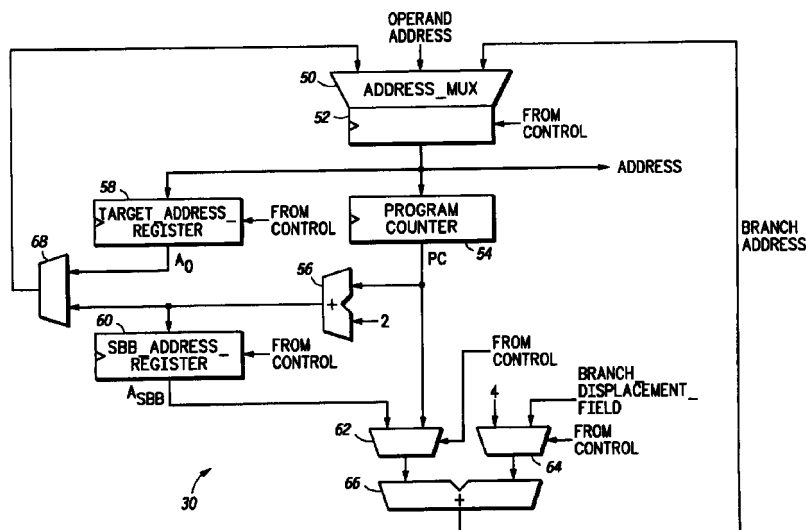 OPERAND
ADDRESS
50
ADDRESS_MUX
52
FROM
CONTROL
ADDRESS
58
TARGET_ADDRESS_
REGISTER
FROM
CONTROL
PROGRAM
COUNTER
54
BRANCH
ADDRESS
68
A0
56
PC
+
2
60
SBB_ADDRESS_
REGISTER
FROM
CONTROL
FROM
CONTROL
BRANCH_
DISPLACEMENT_
FIELD
ASBB
4
62
FROM
CONTROL
64
66
+
30